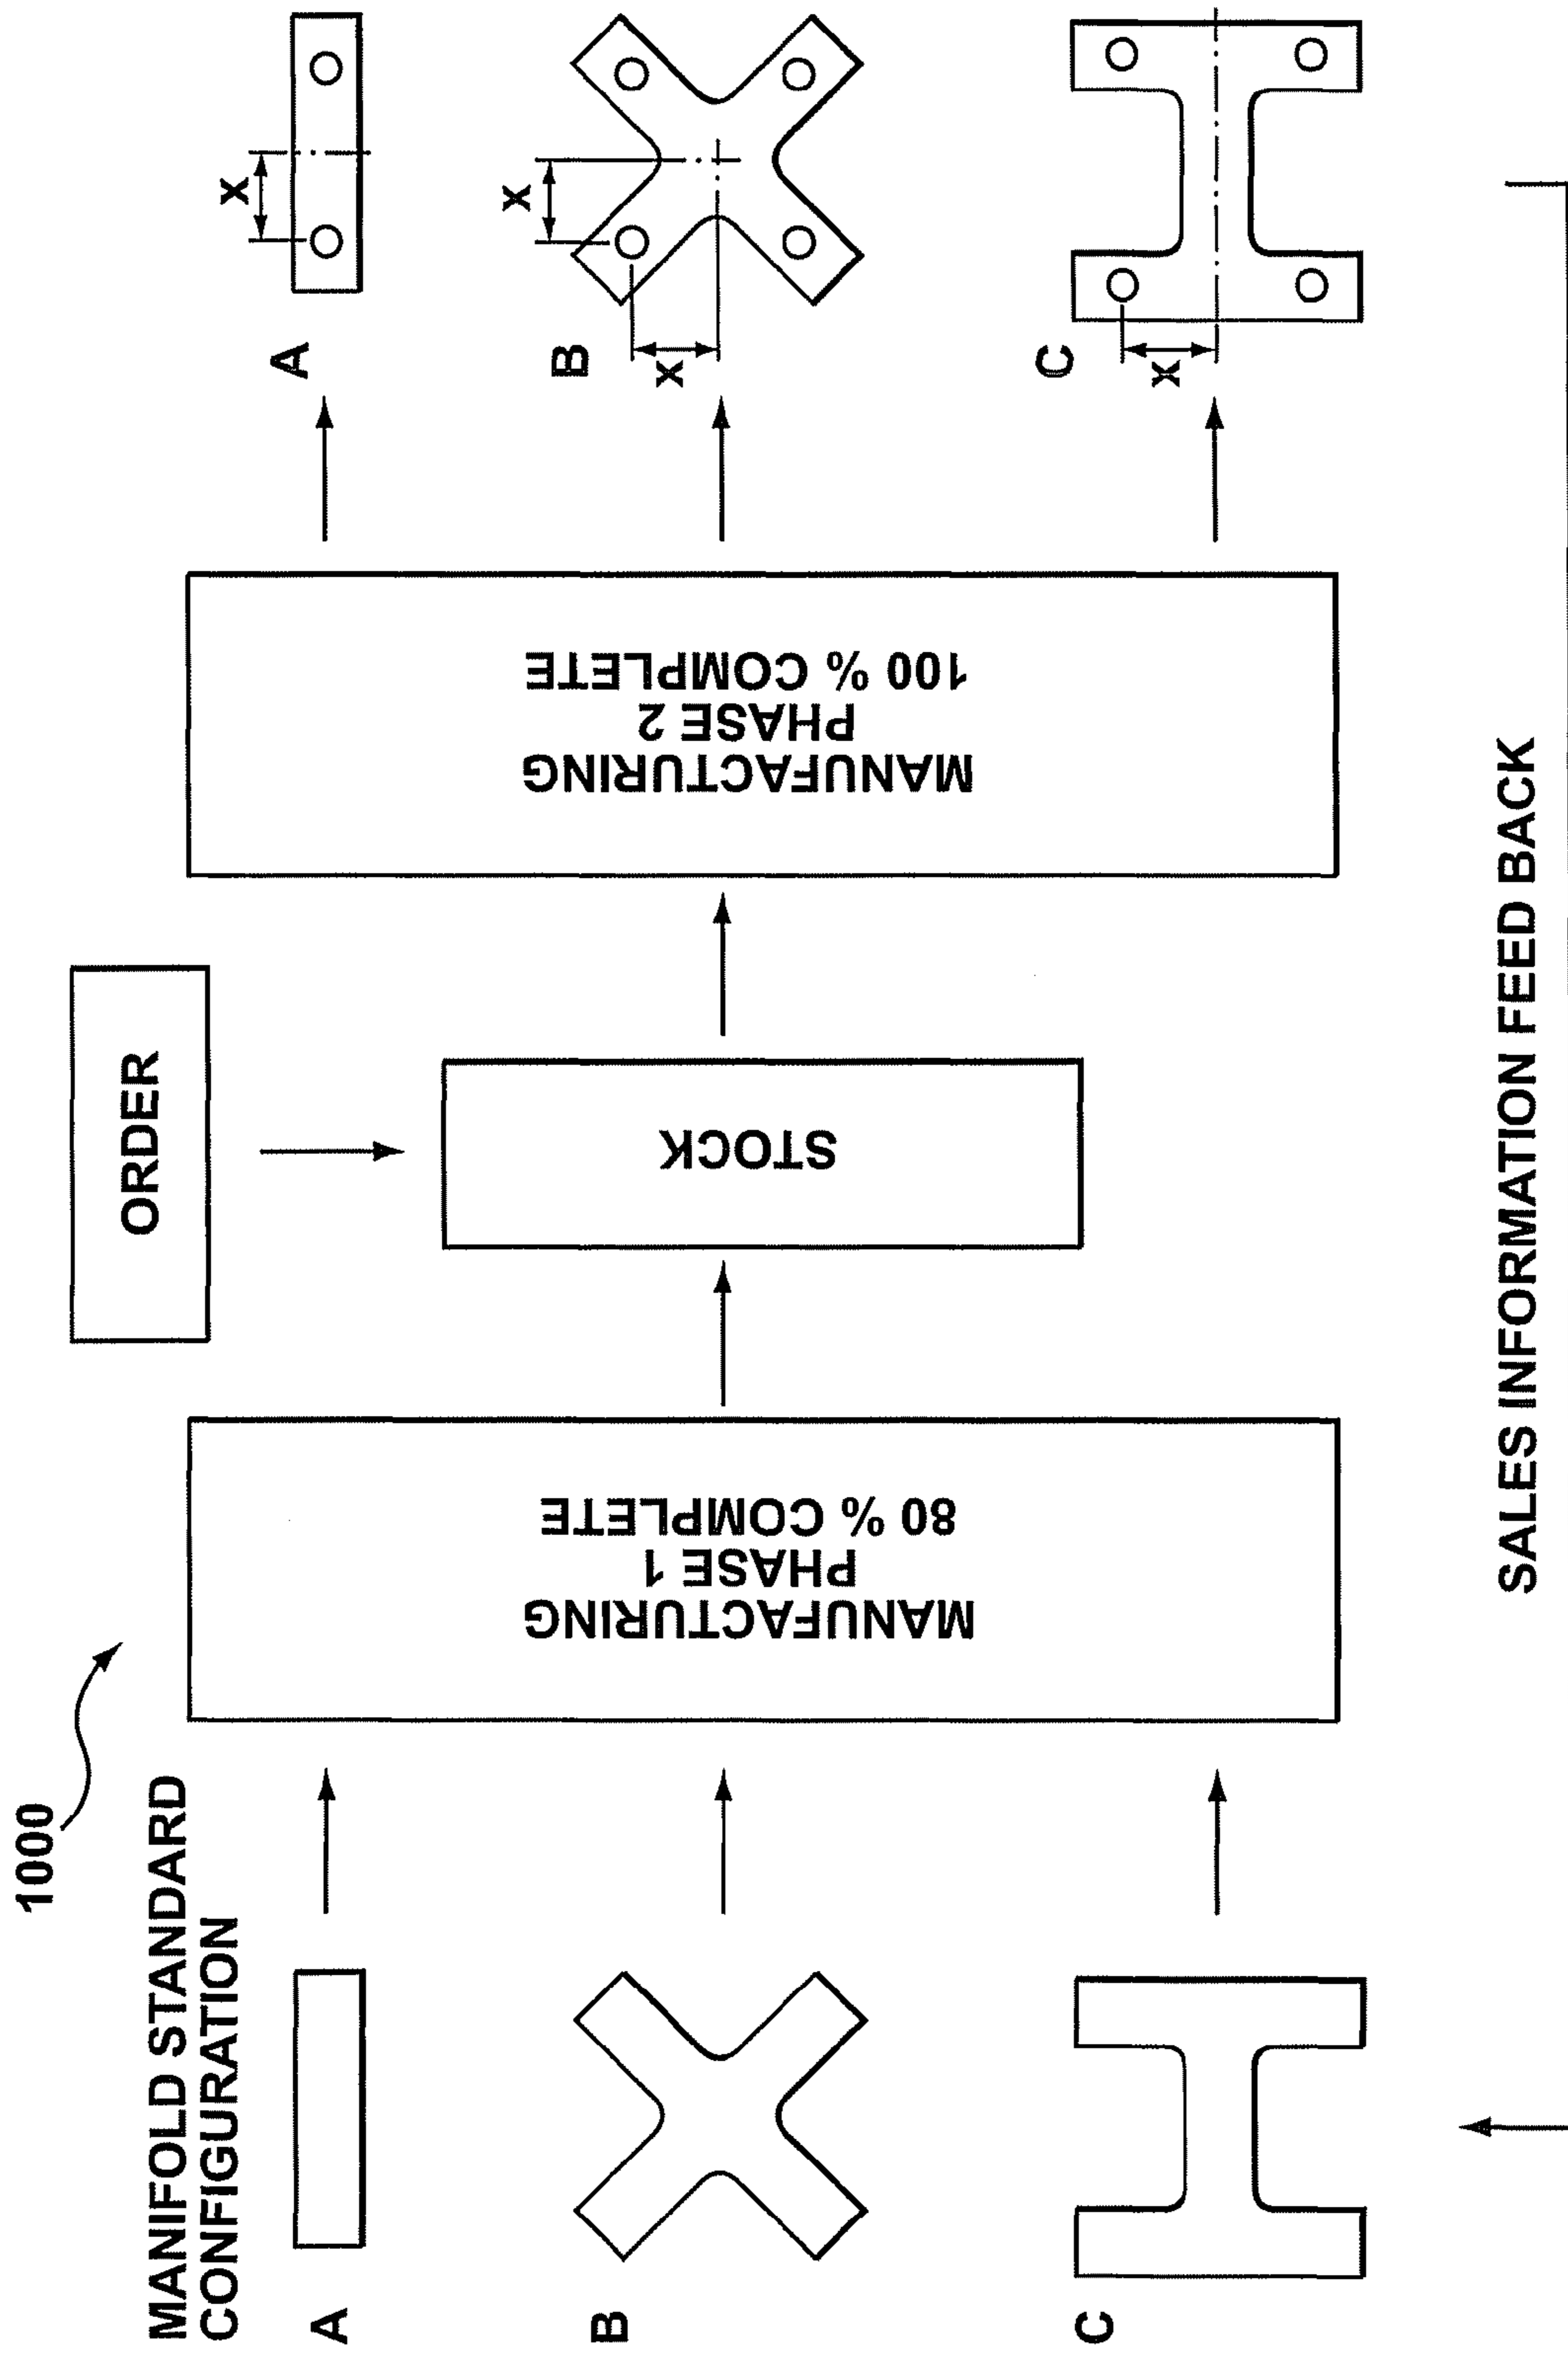 1000
MANIFOLD STANDARD
CONFIGURATION
A
B
C
MANUFACTURING
PHASE 1
80 % COMPLETE
ORDER
STOCK
MANUFACTURING
PHASE 2
100 % COMPLETE
A
X
B
X
X
C
X
SALES INFORMATION FEED BACK